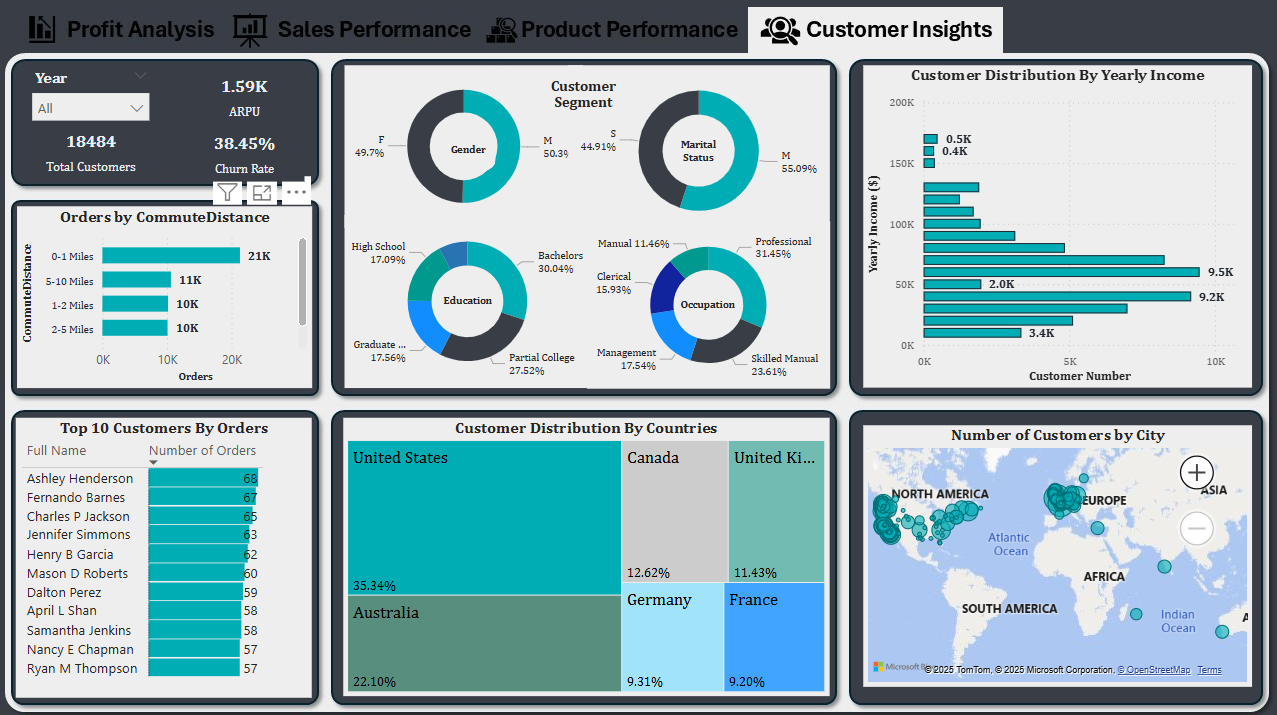 Profit Analysis
Sales Performance
Product Performance
Customer Insights
Year
All
1.59K
ARPU
18484
Total Customers
38.45%
Churn Rate
Orders by CommuteDistance
CommuteDistance
0-1 Miles
21K
5-10 Miles
11K
1-2 Miles
10K
2-5 Miles
10K
0K
10K
20K
Orders
Customer
Segment
F
49.7%
Gender
M
50.3%
S
44.91%
Marital
Status
M
55.09%
High School
17.09%
Bachelors
30.04%
Education
Graduate ...
17.56%
Partial College
27.52%
Manual 11.46%
Professional
31.45%
Clerical
15.93%
Occupation
Management
17.54%
Skilled Manual
23.61%
Customer Distribution By Yearly Income
Yearly Income ($)
200K
0.5K
0.4K
150K
100K
9.5K
50K
2.0K
9.2K
3.4K
0K
0K
5K
10K
Customer Number
Top 10 Customers By Orders
Full Name
Number of Orders
Ashley Henderson 68
Fernando Barnes 67
Charles P Jackson 65
Jennifer Simmons 63
Henry B Garcia 62
Mason D Roberts 60
Dalton Perez 59
April L Shan 58
Samantha Jenkins 58
Nancy E Chapman 57
Ryan M Thompson 57
Customer Distribution By Countries
United States
35.34%
Australia
22.10%
Canada
12.62%
United Ki...
11.43%
Germany
9.31%
France
9.20%
Number of Customers by City
NORTH AMERICA
EUROPE
ASIA
Atlantic
Ocean
AFRICA
SOUTH AMERICA
Indian
Ocean
A
Microsoft B
© 2025 TomTom, © 2025 Microsoft Corporation, © OpenStreetMap Terms